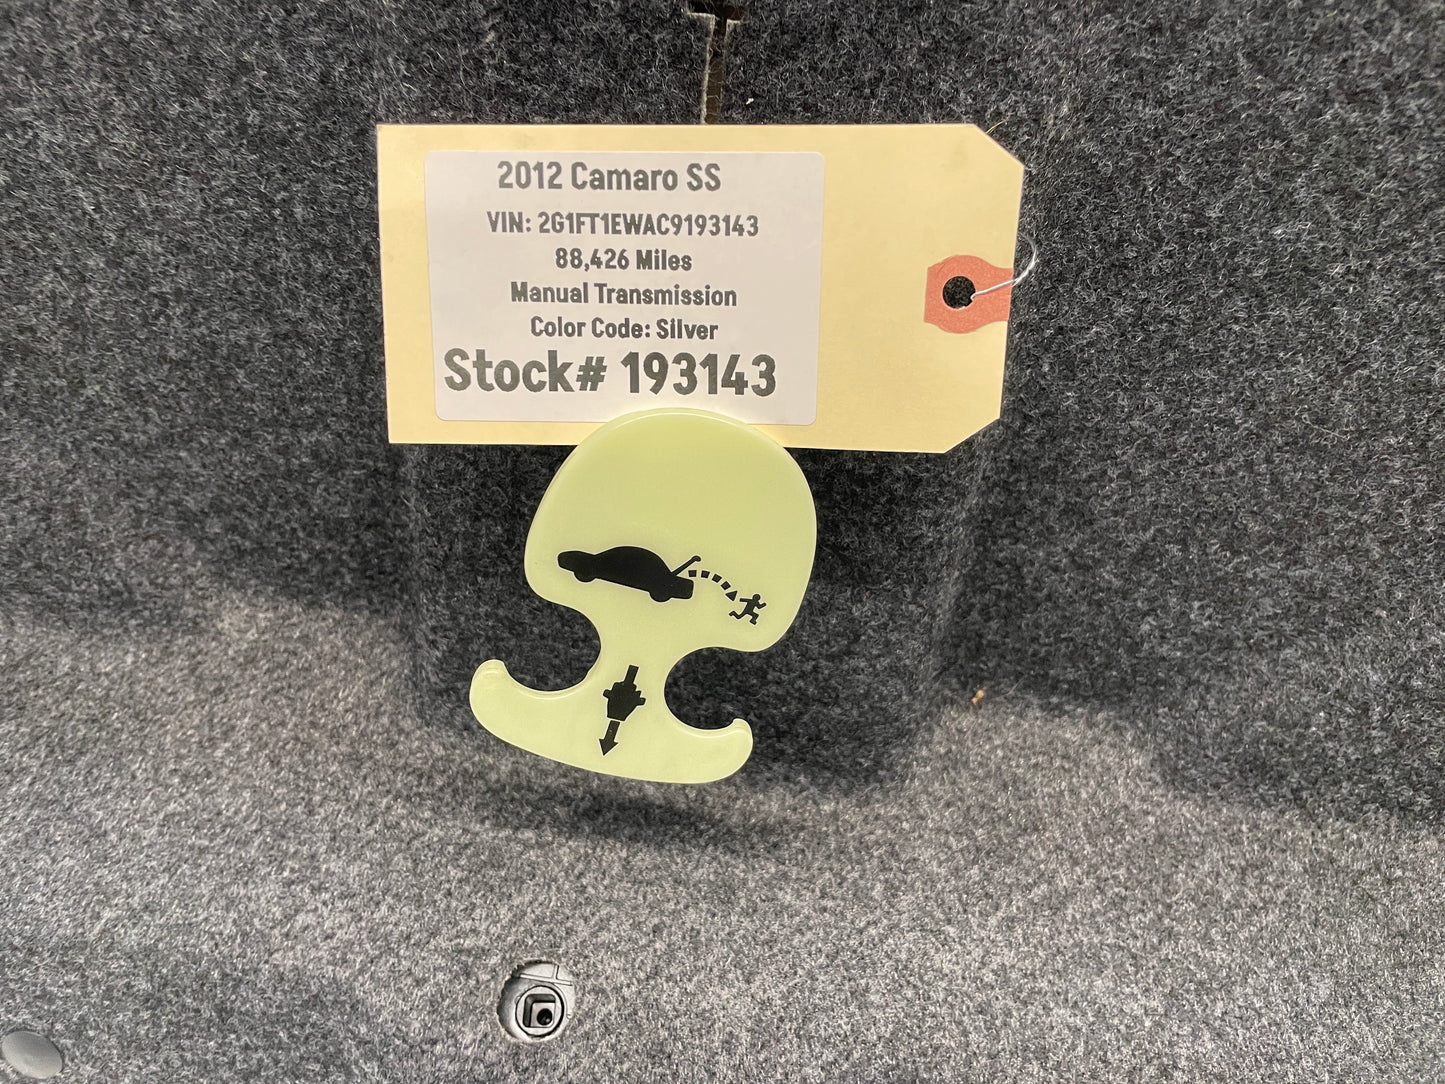 2012 Camaro SS
VIN: 2G1FT1EWAC9193143
88,426 Miles
Manual Transmission
Color Code: Silver
Stock# 193143